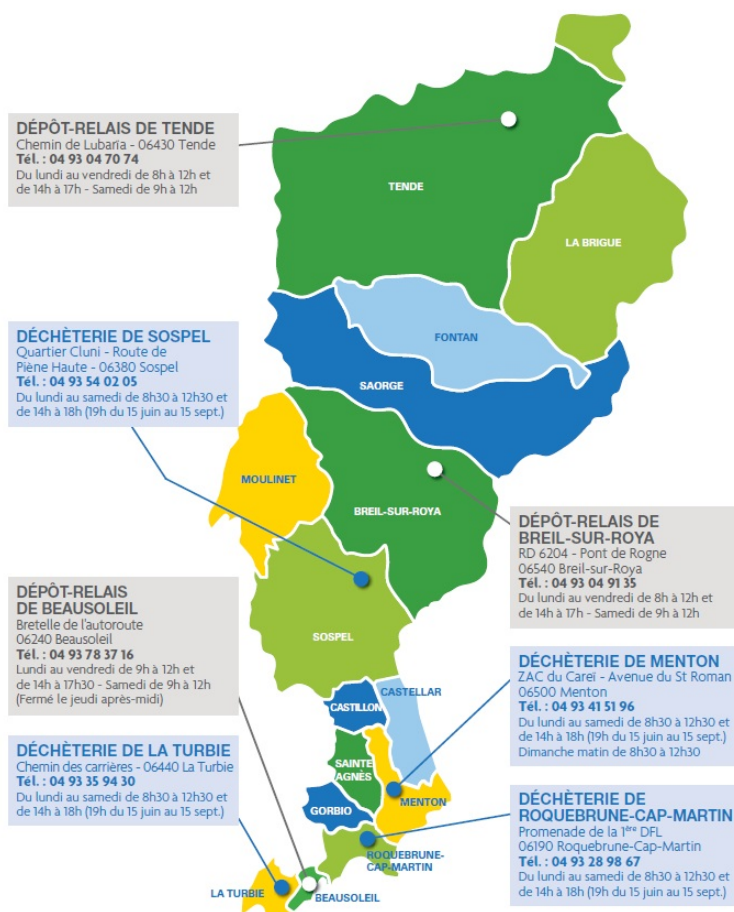 DÉPÔT-RELAIS DE TENDE
Chemin de Lubaria - 06430 Tende
Tél. : 04 93 04 70 74
Du lundi au vendredi de 8h à 12h et
de 14h à 17h - Samedi de 9h à 12h
TENDE
LA BRIGUE
FONTAN
SAORGE
DÉCHÈTERIE DE SOSPEL
Quartier Cluni - Route de
Piène Haute - 06380 Sospel
Tél. : 04 93 54 02 05
Du lundi au samedi de 8h30 à 12h30 et
de 14h à 18h (19h du 15 juin au 15 sept.)
MOULINET
BREIL-SUR-ROYA
DÉPÔT-RELAIS DE
BREIL-SUR-ROYA
RD 6204 - Pont de Rogne
06540 Breil-sur-Roya
Tél. : 04 93 04 91 35
Du lundi au vendredi de 8h à 12h et
de 14h à 17h - Samedi de 9h à 12h
DÉPÔT-RELAIS
DE BEAUSOLEIL
Bretelle de l'autoroute
06240 Beausoleil
Tél. : 04 93 78 37 16
Lundi au vendredi de 9h à 12h et
de 14h à 17h30 - Samedi de 9h à 12h
(Fermé le jeudi après-midi)
SOSPEL
CASTELLAR
CASTILLON
DÉCHÈTERIE DE MENTON
ZAC du Careï - Avenue du St Roman
06500 Menton
Tél. : 04 93 41 51 96
Du lundi au samedi de 8h30 à 12h30 et
de 14h à 18h (19h du 15 juin au 15 sept.)
Dimanche matin de 8h30 à 12h30
DÉCHÈTERIE DE LA TURBIE
Chemin des carrières - 06440 La Turbie
Tél. : 04 93 35 94 30
Du lundi au samedi de 8h30 à 12h30 et
de 14h à 18h (19h du 15 juin au 15 sept.)
SAINTE
AGNÈS
MENTON
GORBIO
DÉCHÈTERIE DE
ROQUEBRUNE-CAP-MARTIN
Promenade de la 1ère DFL
06190 Roquebrune-Cap-Martin
Tél. : 04 93 28 98 67
Du lundi au samedi de 8h30 à 12h30 et
de 14h à 18h (19h du 15 juin au 15 sept.)
ROQUEBRUNE-
CAP-MARTIN
LA TURBIE
BEAUSOLEIL